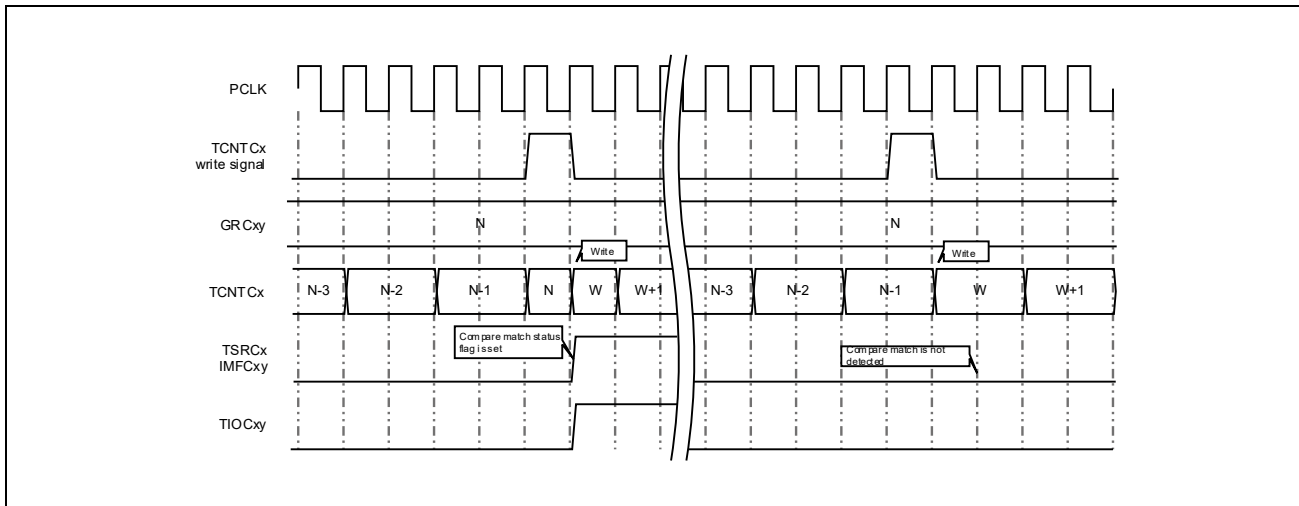 PCLK
TCNTCx
write signal
GRCxy
N
N
Write
Write
TCNTCx
N-3
N-2
N-1
N
W
W+1
N-3
N-2
N-1
W
W+1
Compare match status
flag is set
Compare match is not
detected
TSRCx
IMFCxy
TIOCxy